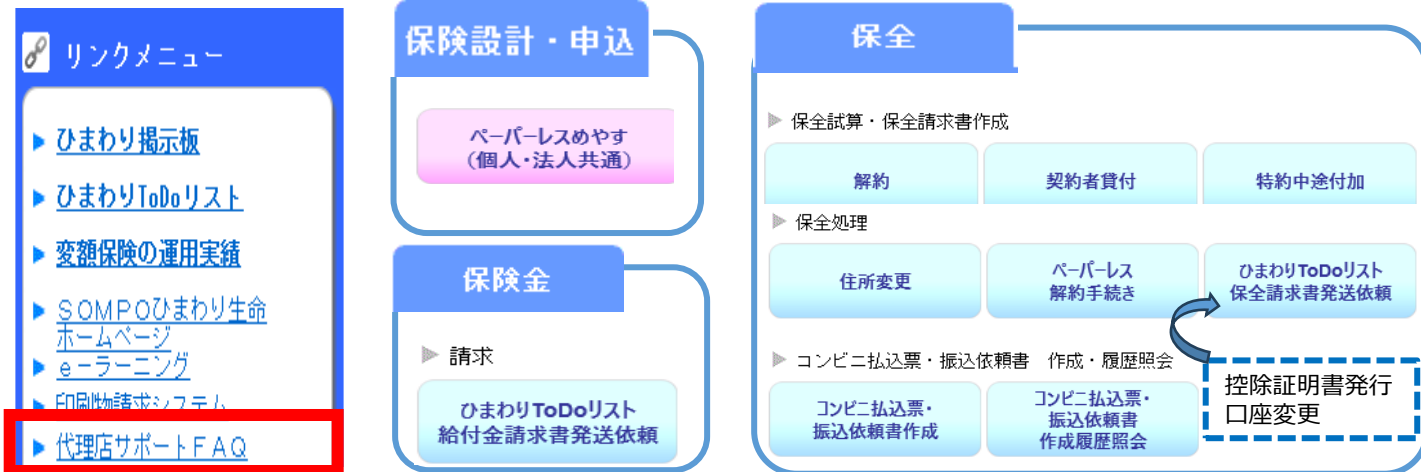 リンクメニュー
ひまわり掲示板
ひまわりToDoリスト
変額保険の運用実績
ＳＯＭＰＯひまわり生命
ホームページ
ｅ－ラーニング
印刷物請求システム
代理店サポートＦＡＱ
保険設計・申込
ペーパーレスめやす
（個人・法人共通）
保険金
請求
ひまわりToDoリスト
給付金請求書発送依頼
保全
保全試算・保全請求書作成
解約
契約者貸付
特約中途付加
保全処理
住所変更
ペーパーレス
解約手続き
ひまわりToDoリスト
保全請求書発送依頼
コンビニ払込票・振込依頼書　作成・履歴照会
コンビニ払込票・
振込依頼書作成
コンビニ払込票・
振込依頼書
作成履歴照会
控除証明書発行
口座変更